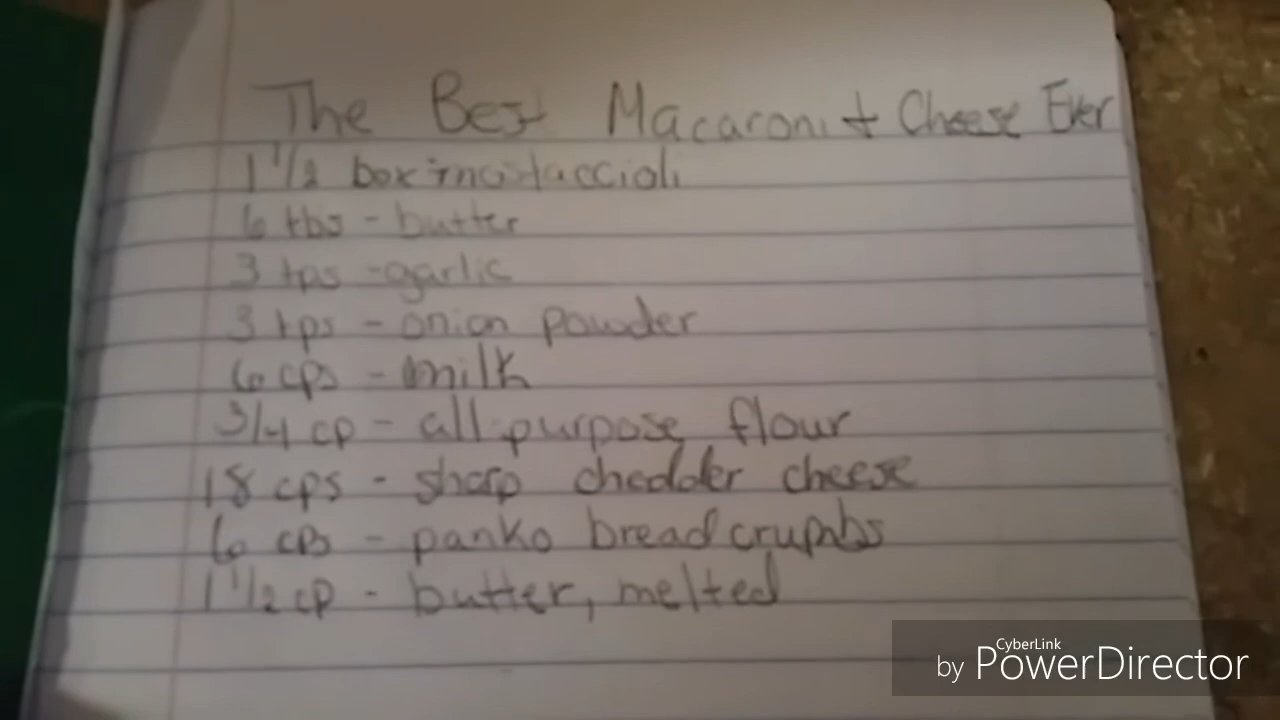 The Best Macaroni + Cheese Ever
1 1/2 box mostaccioli
6 tbs - butter
3 tps - garlic
3 tps - onion powder
6 cps - milk
3/4 cp - all purpose flour
18 cps - sharp chedder cheese
6 cps - panko bread crumbs
1 1/2 cp - butter, melted
CyberLink
by PowerDirector